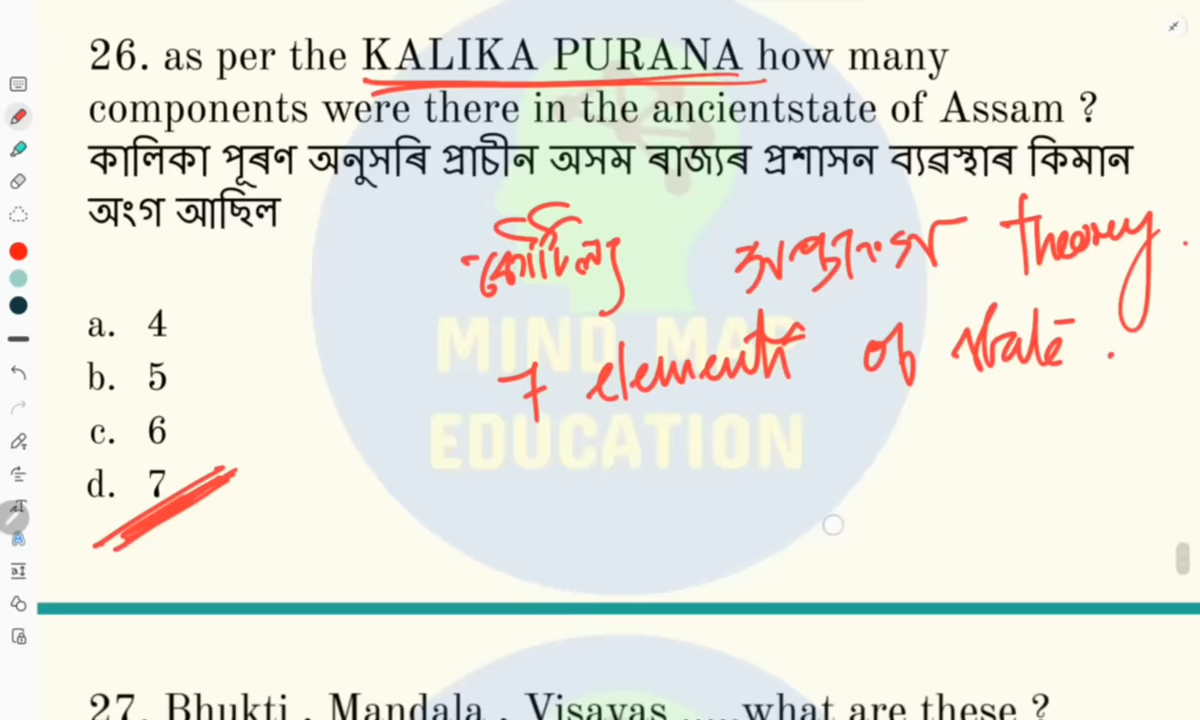 26. as per the KALIKA PURANA how many
components were there in the ancientstate of Assam ?
কালিকা পূৰণ অনুসৰি প্ৰাচীন অসম ৰাজ্যৰ প্ৰশাসন ব্যৱস্থাৰ কিমান
অংগ আছিল
theory.
7 elements of state.
a. 4
b. 5
c. 6
d. 7
MIND MAP
EDUCATION
27. Bhukti , Mandala , Visayas .....what are these ?